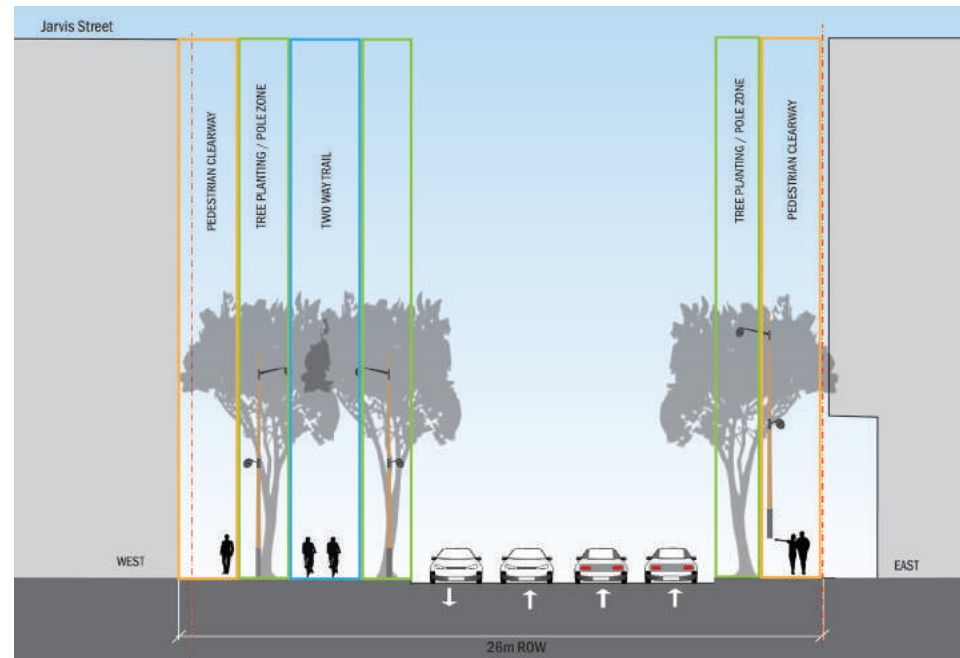 Jarvis Street
PEDESTRIAN CLEARWAY
TREE PLANTING / POLE ZONE
TWO WAY TRAIL
TREE PLANTING / POLE ZONE
PEDESTRIAN CLEARWAY
WEST
EAST
26m ROW